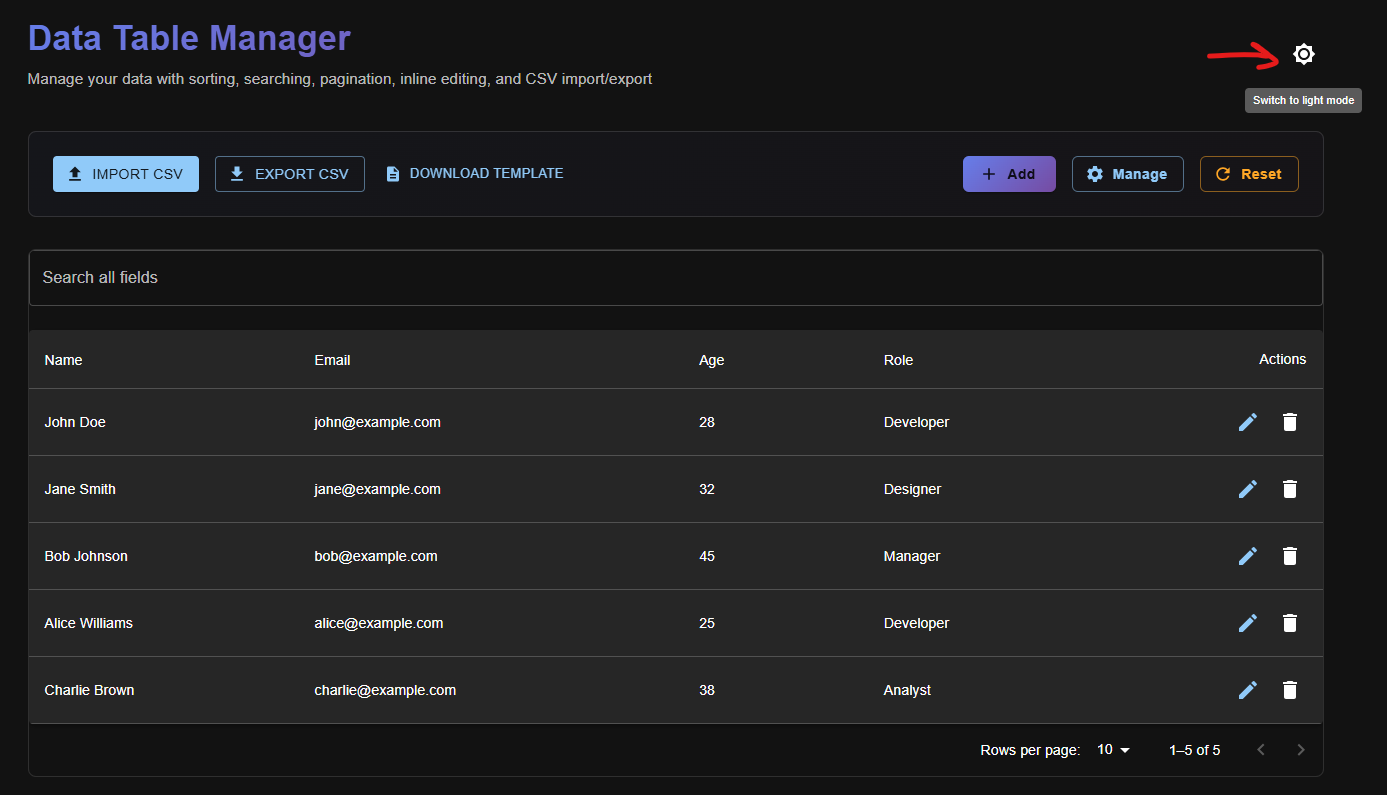 Data Table Manager
Manage your data with sorting, searching, pagination, inline editing, and CSV import/export
Switch to light mode
IMPORT CSV EXPORT CSV DOWNLOAD TEMPLATE Add Manage Reset
Search all fields
Name Email Age Role Actions
John Doe john@example.com 28 Developer
Jane Smith jane@example.com 32 Designer
Bob Johnson bob@example.com 45 Manager
Alice Williams alice@example.com 25 Developer
Charlie Brown charlie@example.com 38 Analyst
Rows per page: 10 1–5 of 5